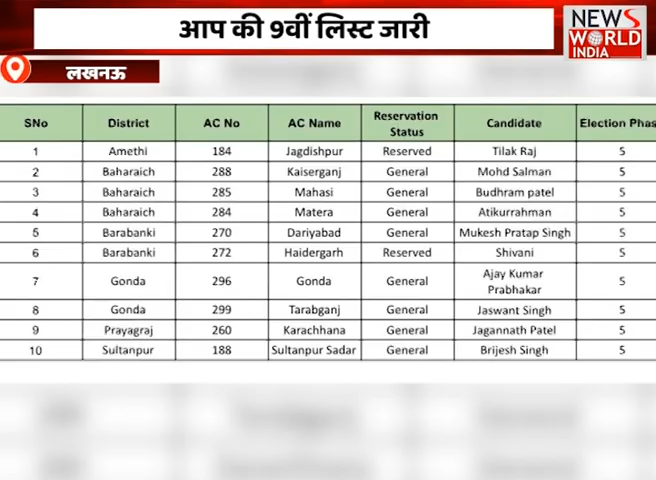 आप की 9वीं लिस्ट जारी
NEWS
WORLD
INDIA
लखनऊ
SNo District AC No AC Name Reservation Status Candidate Election Phas
1 Amethi 184 Jagdishpur Reserved Tilak Raj 5
2 Baharaich 288 Kaiserganj General Mohd Salman 5
3 Baharaich 285 Mahasi General Budhram patel 5
4 Baharaich 284 Matera General Atikurrahman 5
5 Barabanki 270 Dariyabad General Mukesh Pratap Singh 5
6 Barabanki 272 Haidergarh Reserved Shivani 5
7 Gonda 296 Gonda General Ajay Kumar Prabhakar 5
8 Gonda 299 Tarabganj General Jaswant Singh 5
9 Prayagraj 260 Karachhana General Jagannath Patel 5
10 Sultanpur 188 Sultanpur Sadar General Brijesh Singh 5